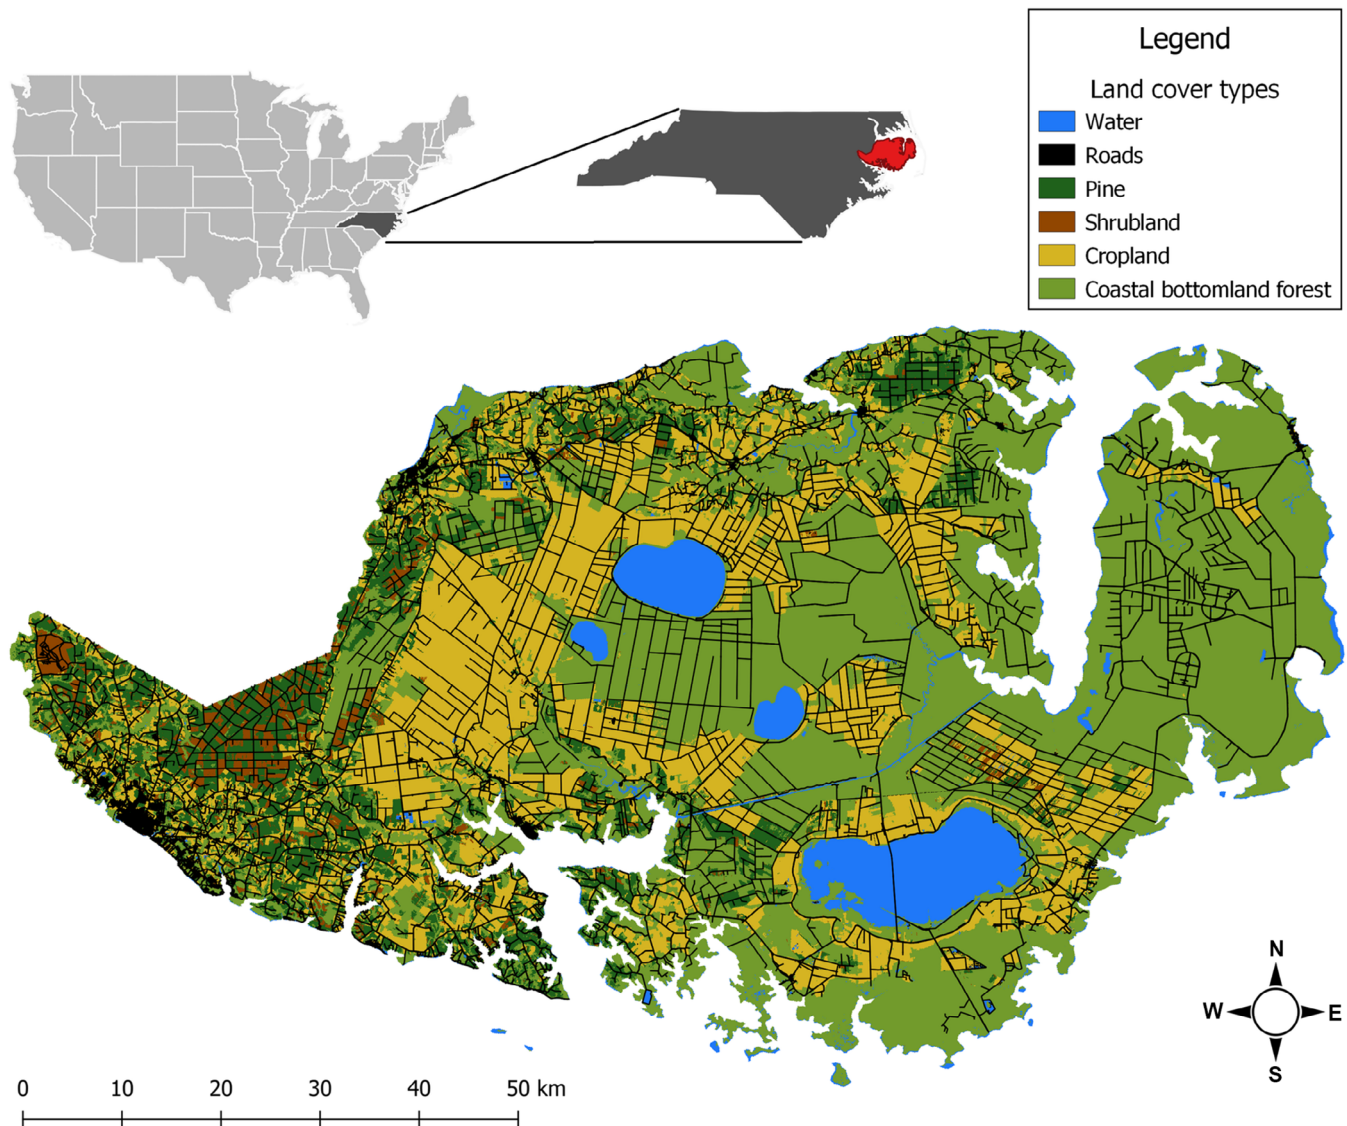 Legend
Land cover types
Water
Roads
Pine
Shrubland
Cropland
Coastal bottomland forest
N
W E
S
0 10 20 30 40 50 km